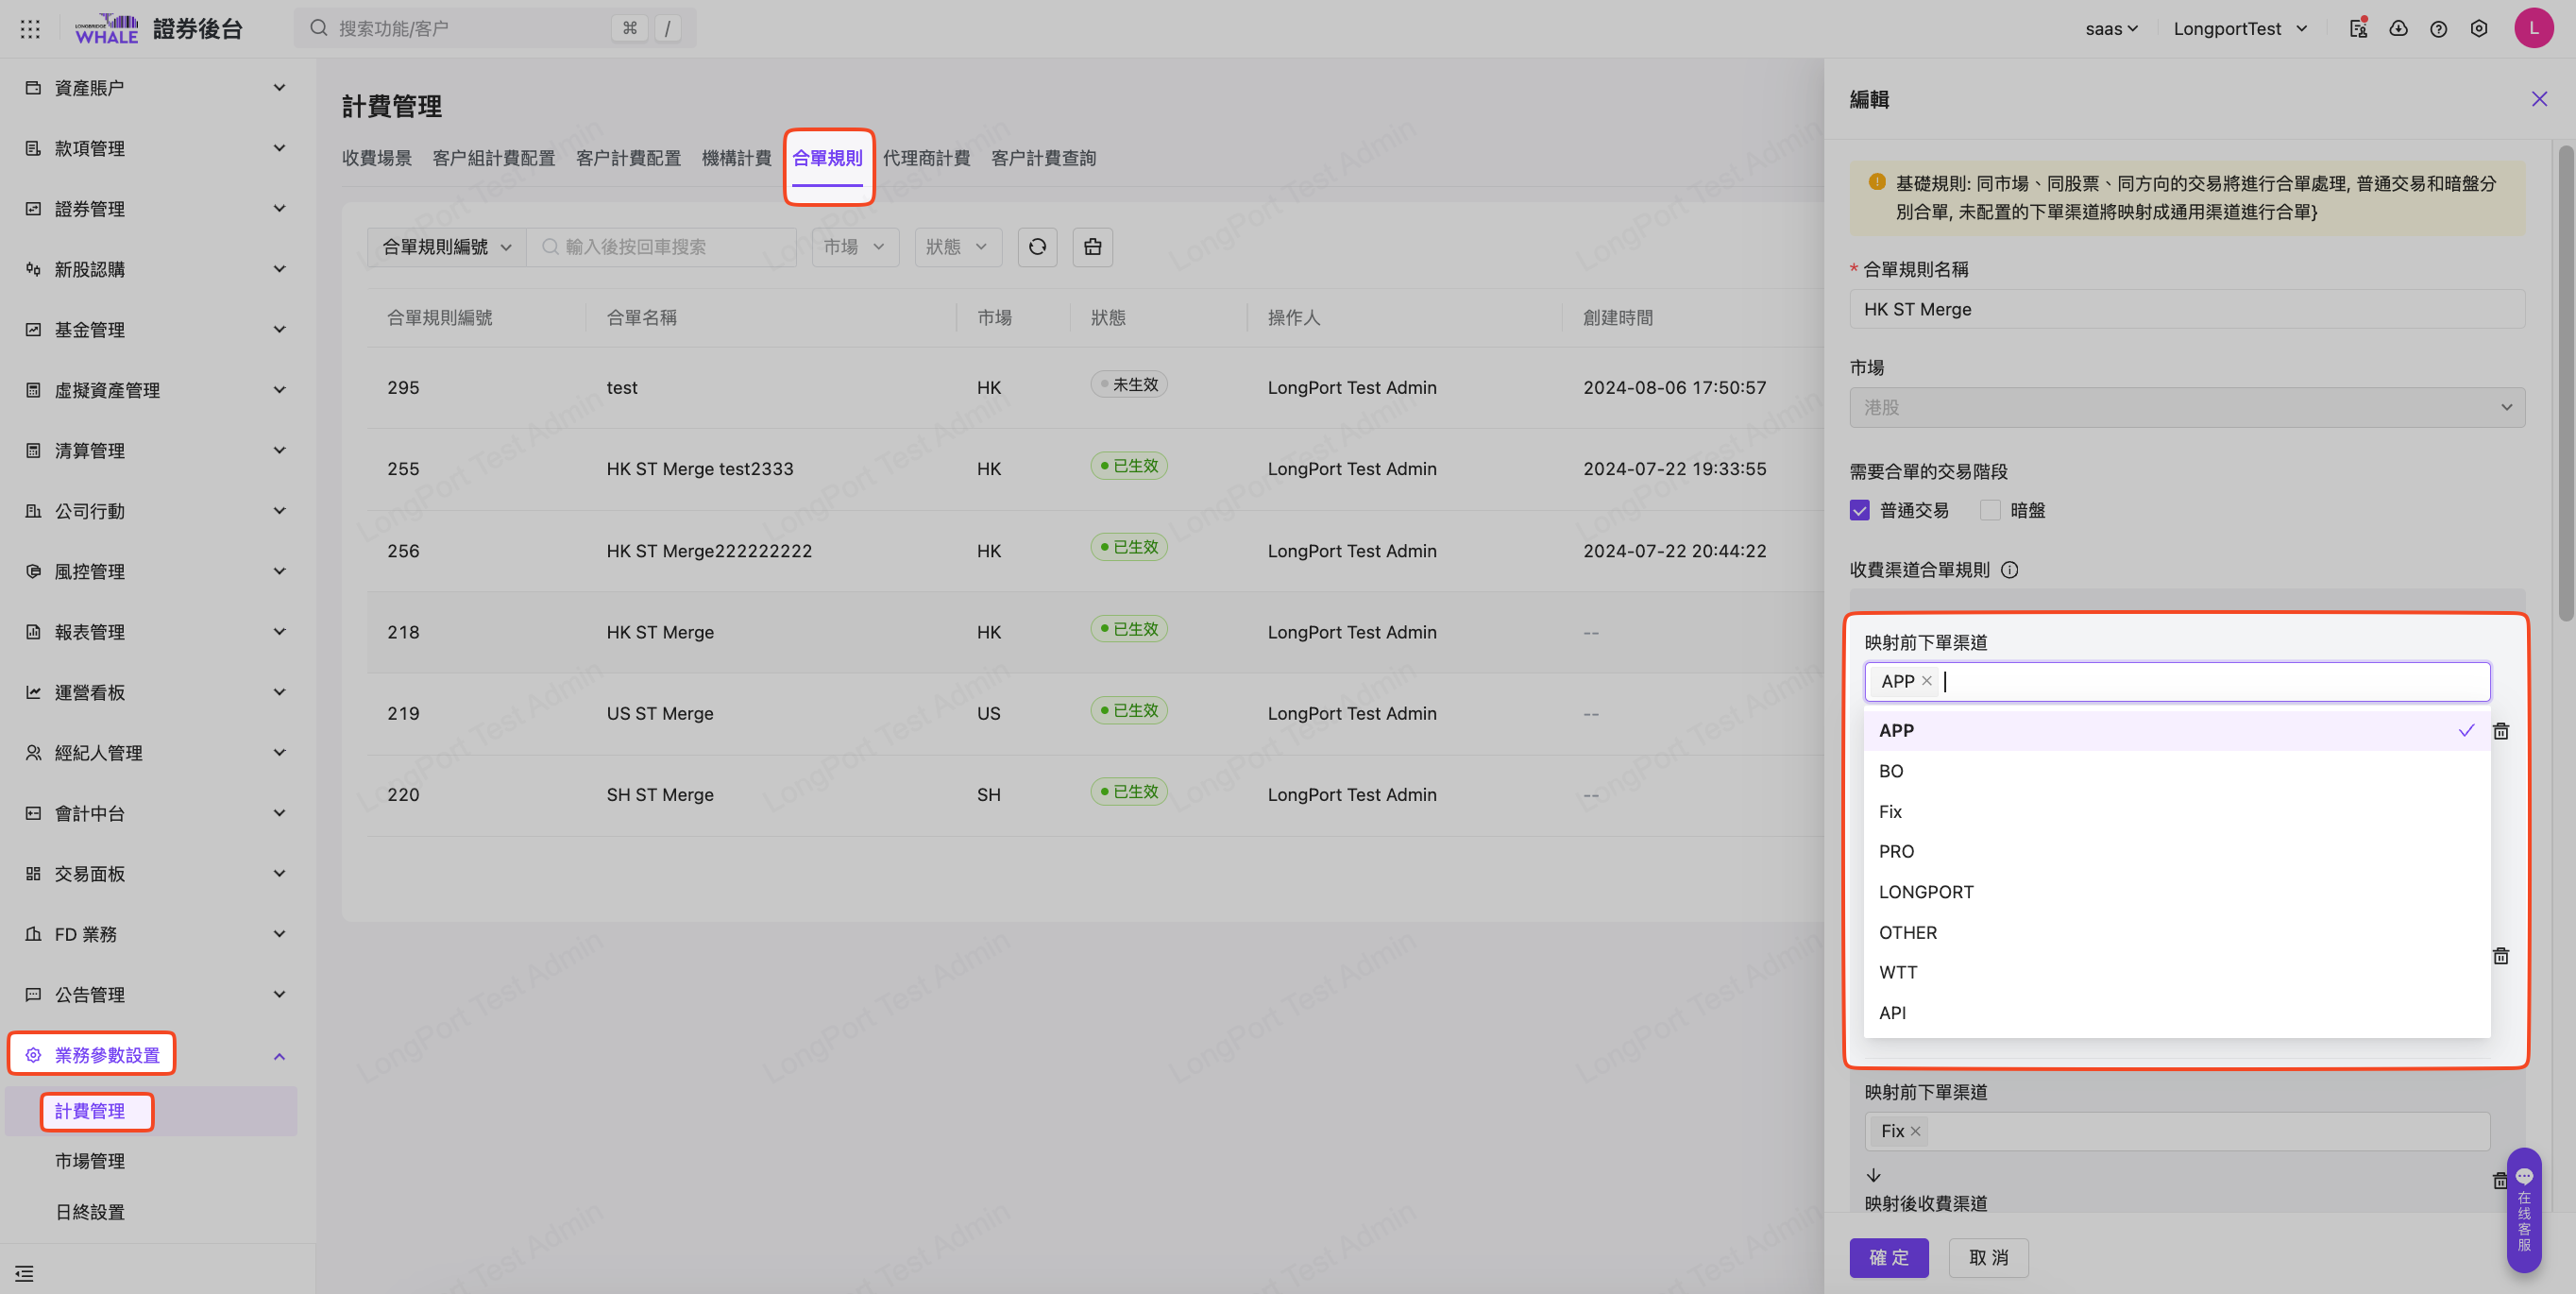 LONGBRIDGE
WHALE
證券後台
搜索功能/客户
⌘
/
saas
LongportTest
L
資產賬户
款項管理
證券管理
新股認購
基金管理
虛擬資產管理
清算管理
公司行動
風控管理
報表管理
運營看板
經紀人管理
會計中台
交易面板
FD 業務
公告管理
業務參數設置
計費管理
市場管理
日終設置
計費管理
收費場景
客户組計費配置
客户計費配置
機構計費
合單規則
代理商計費
客户計費查詢
合單規則編號
輸入後按回車搜索
市場
狀態
合單規則編號 合單名稱 市場 狀態 操作人 創建時間
295 test HK 未生效 LongPort Test Admin 2024-08-06 17:50:57
255 HK ST Merge test2333 HK 已生效 LongPort Test Admin 2024-07-22 19:33:55
256 HK ST Merge222222222 HK 已生效 LongPort Test Admin 2024-07-22 20:44:22
218 HK ST Merge HK 已生效 LongPort Test Admin --
219 US ST Merge US 已生效 LongPort Test Admin --
220 SH ST Merge SH 已生效 LongPort Test Admin --
編輯
基礎規則: 同市場、同股票、同方向的交易將進行合單處理, 普通交易和暗盤分
別合單, 未配置的下單渠道將映射成通用渠道進行合單}
* 合單規則名稱
HK ST Merge
市場
港股
需要合單的交易階段
普通交易 暗盤
收費渠道合單規則
映射前下單渠道
APP
APP
BO
Fix
PRO
LONGPORT
OTHER
WTT
API
映射前下單渠道
Fix
映射後收費渠道
確 定
取 消
在线客服
LongPort Test Admin